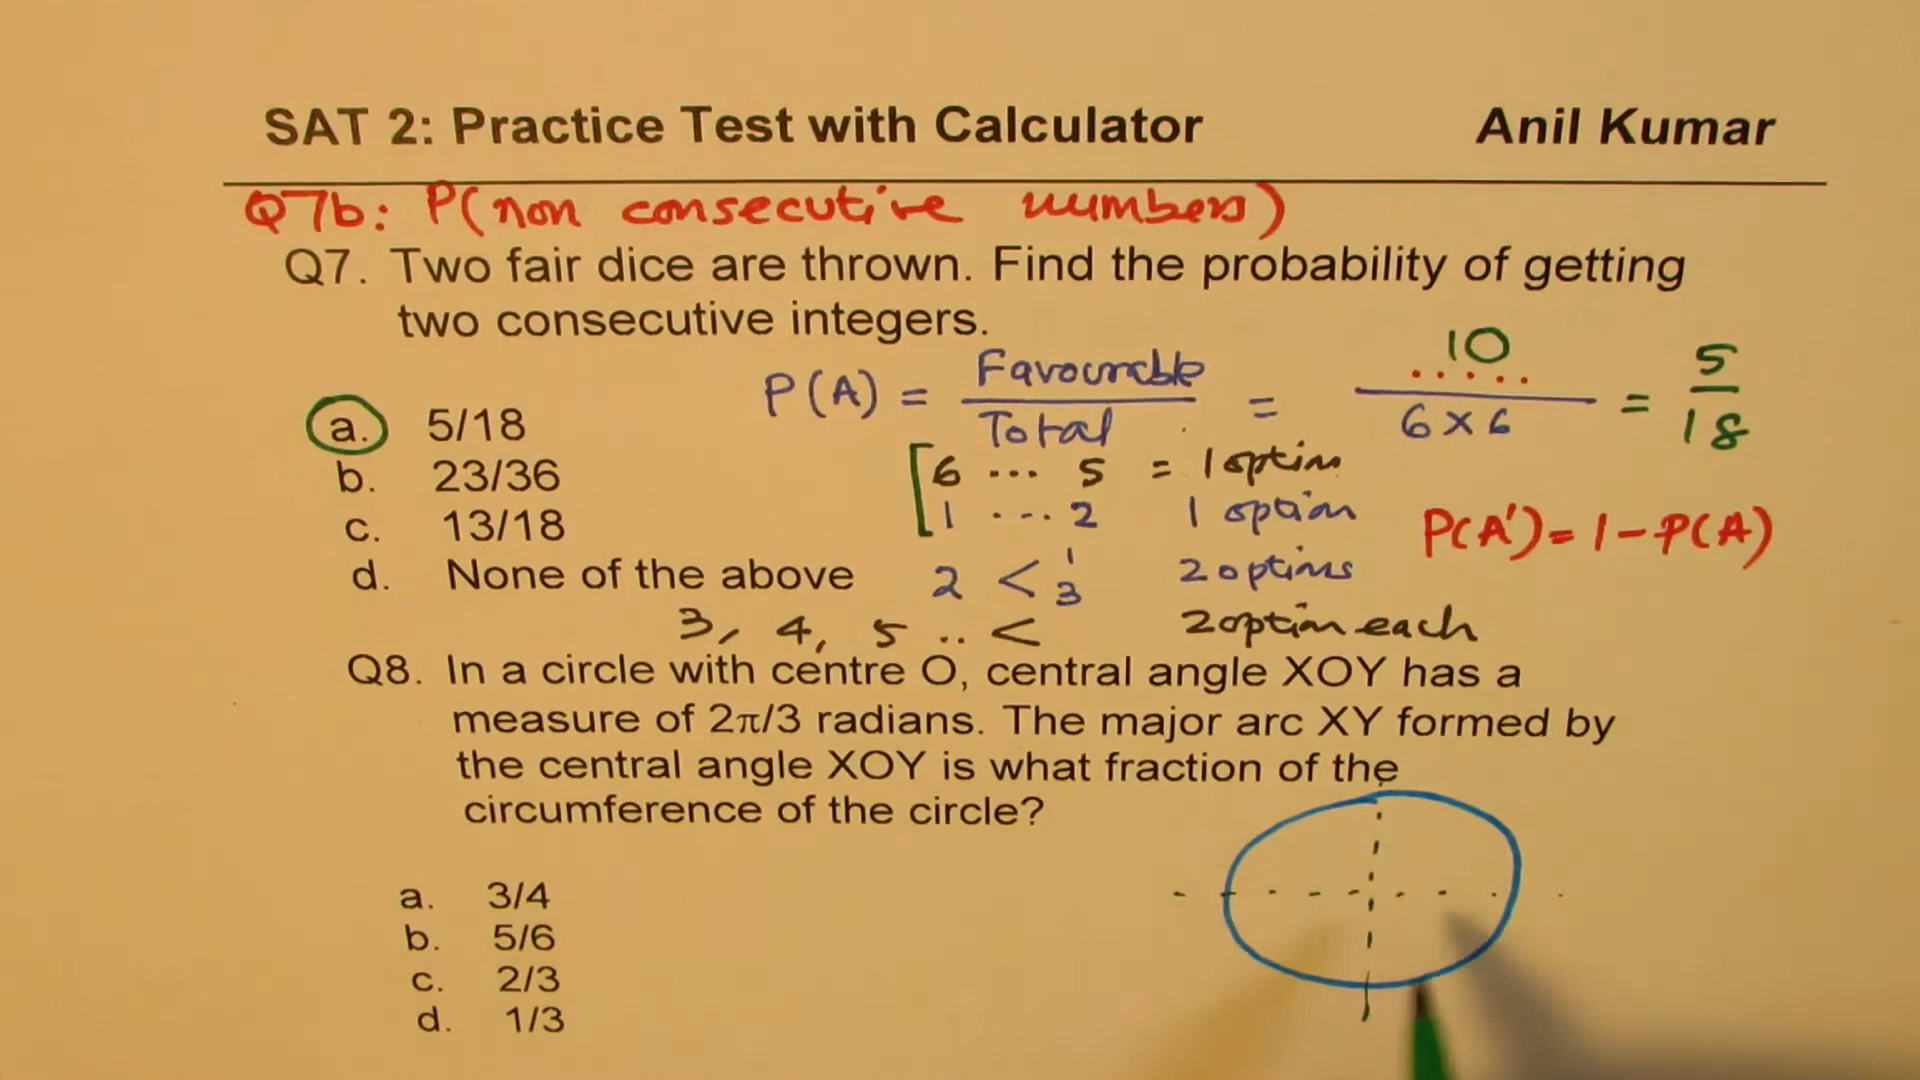 SAT 2: Practice Test with Calculator Anil Kumar
Q7b: P(non consecutive numbers)
Q7. Two fair dice are thrown. Find the probability of getting
two consecutive integers.
P(A) = Favourable / Total = 10 / 6 x 6 = 5 / 18
a. 5/18
b. 23/36
c. 13/18
d. None of the above
6 ... 5 = 1 option
1 ... 2 1 option
P(A') = 1 - P(A)
2 < 1 3 2 options
3, 4, 5 .. < 2 option each
Q8. In a circle with centre O, central angle XOY has a
measure of 2π/3 radians. The major arc XY formed by
the central angle XOY is what fraction of the
circumference of the circle?
a. 3/4
b. 5/6
c. 2/3
d. 1/3